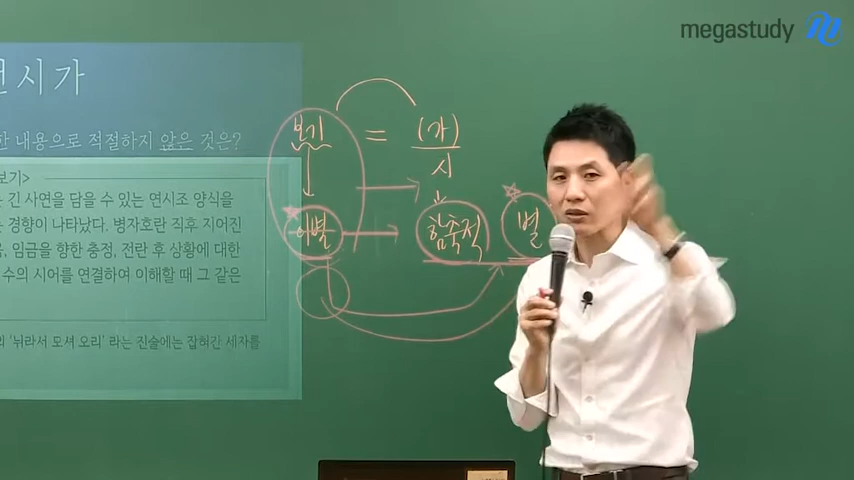 megastudy
연시가
한 내용으로 적절하지 않은 것은?
보기>
긴 사연을 담을 수 있는 연시조 양식을
는 경향이 나타났다. 병자호란 직후 지어진
임금을 향한 충정, 전란 후 상황에 대한
수의 시어를 연결하여 이해할 때 그 같은
의 '뉘라서 모셔 오리' 라는 진술에는 잡혀간 세자를
보기 = (가)
시
이별
함축적
별